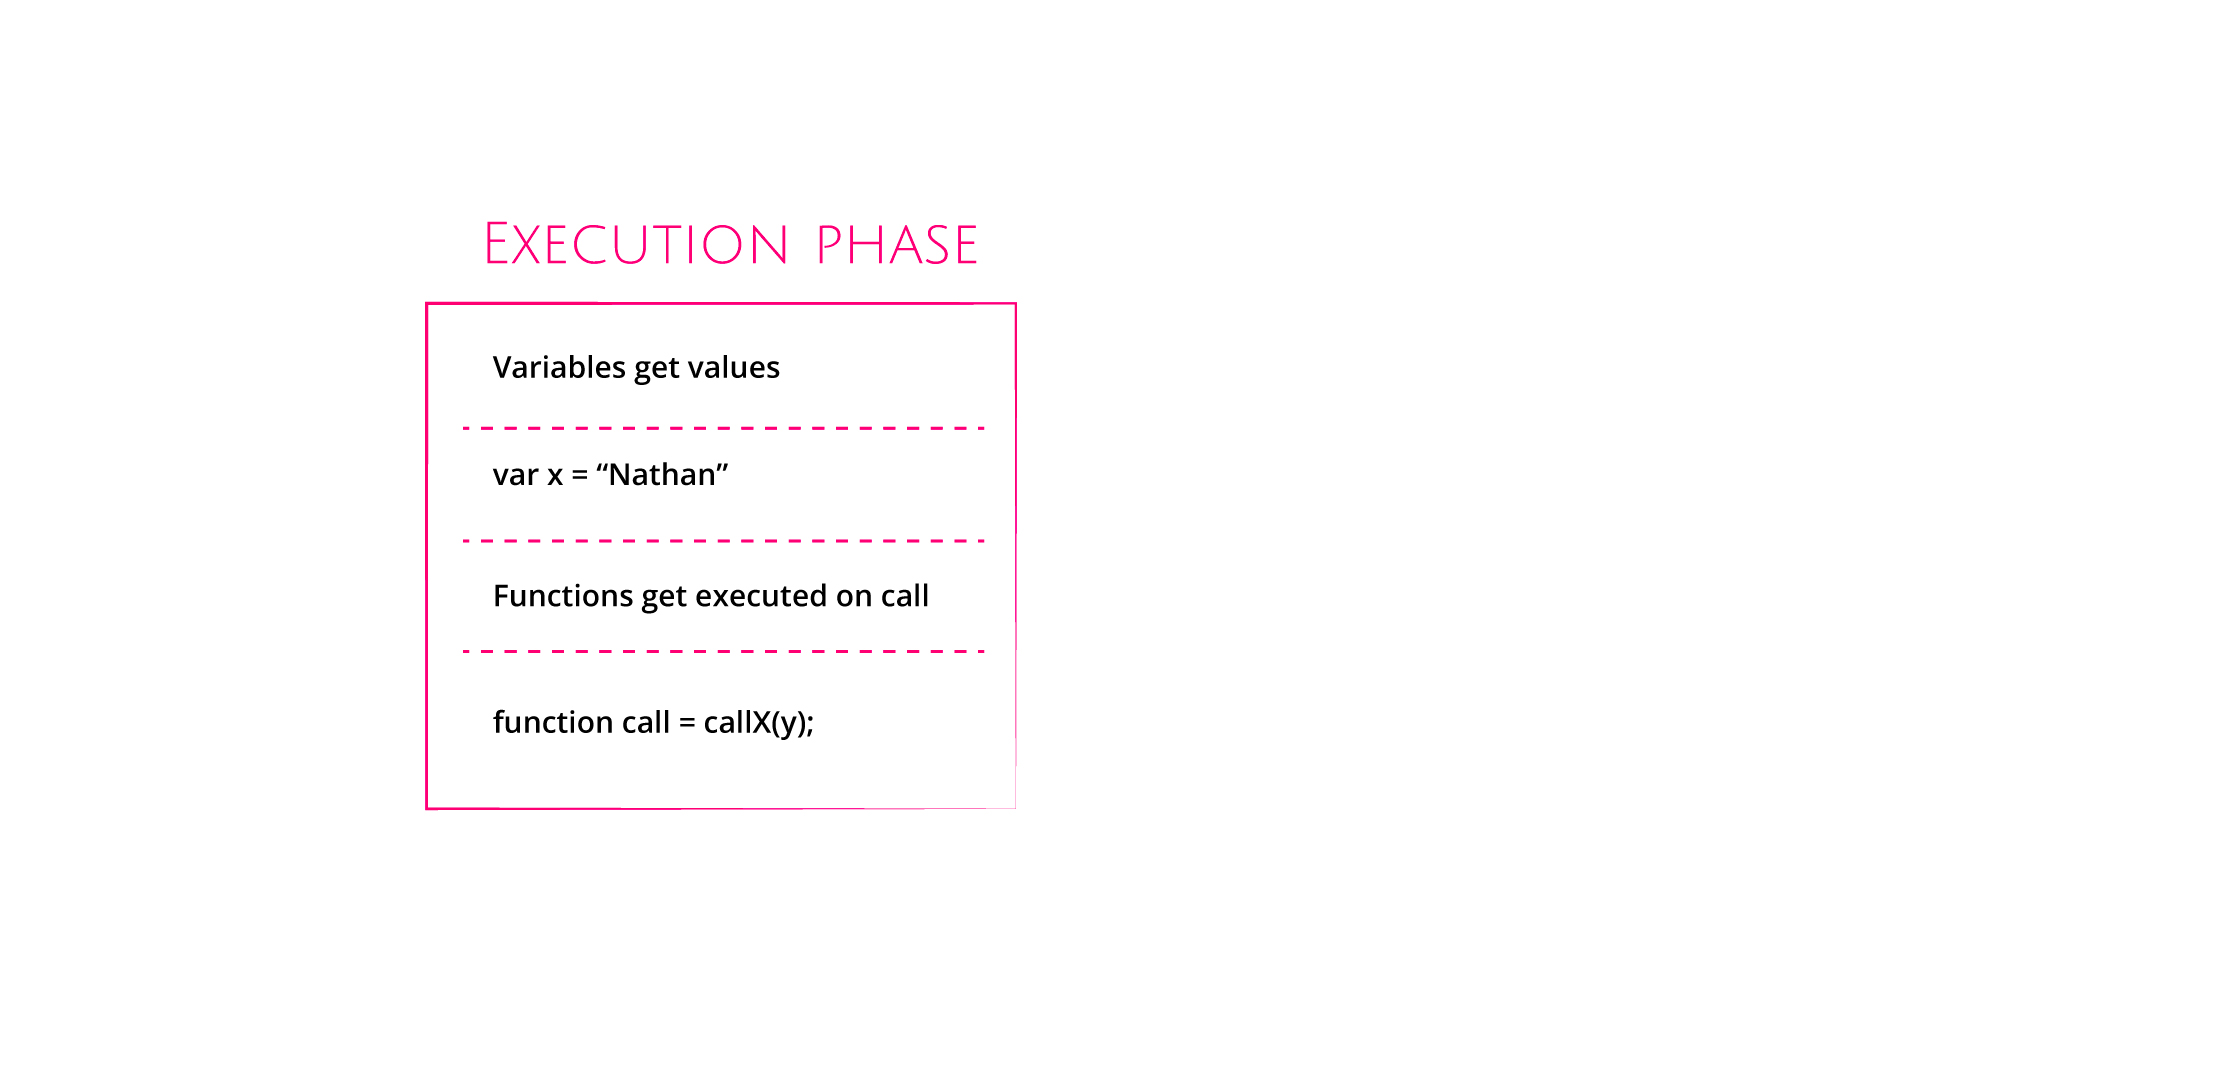 Execution phase
Variables get values
var x = “Nathan”
Functions get executed on call
function call = callX(y);